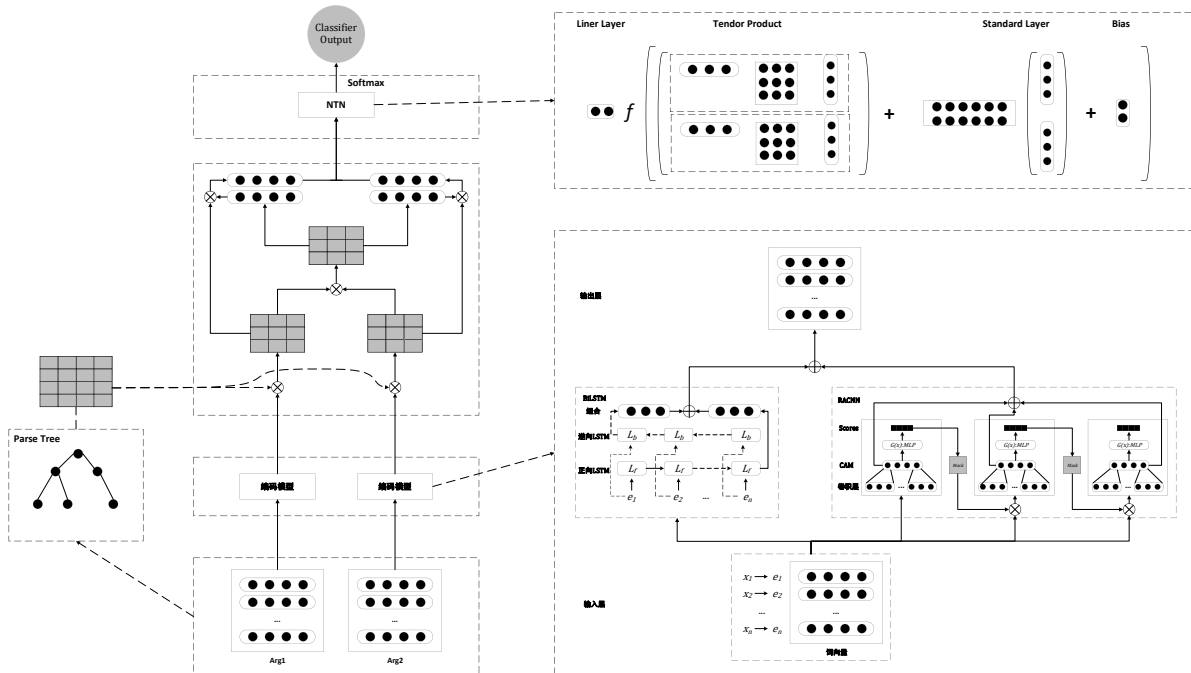 Classifier
Output
Softmax
NTN
Liner Layer
Tendor Product
Standard Layer
Bias
f
+
+
Parse Tree
编码模型
编码模型
...
...
Arg1
Arg2
输出层
...
BiLSTM
组合
逆向LSTM
L_b
L_b
L_b
正向LSTM
L_f
L_f
L_f
e_1
e_2
...
e_n
RACNN
Scores
G(x):MLP
G(x):MLP
G(x):MLP
Mask
Mask
CAM
卷积层
...
...
...
输入层
x_1 → e_1
x_2 → e_2
...
...
x_n → e_n
...
词向量